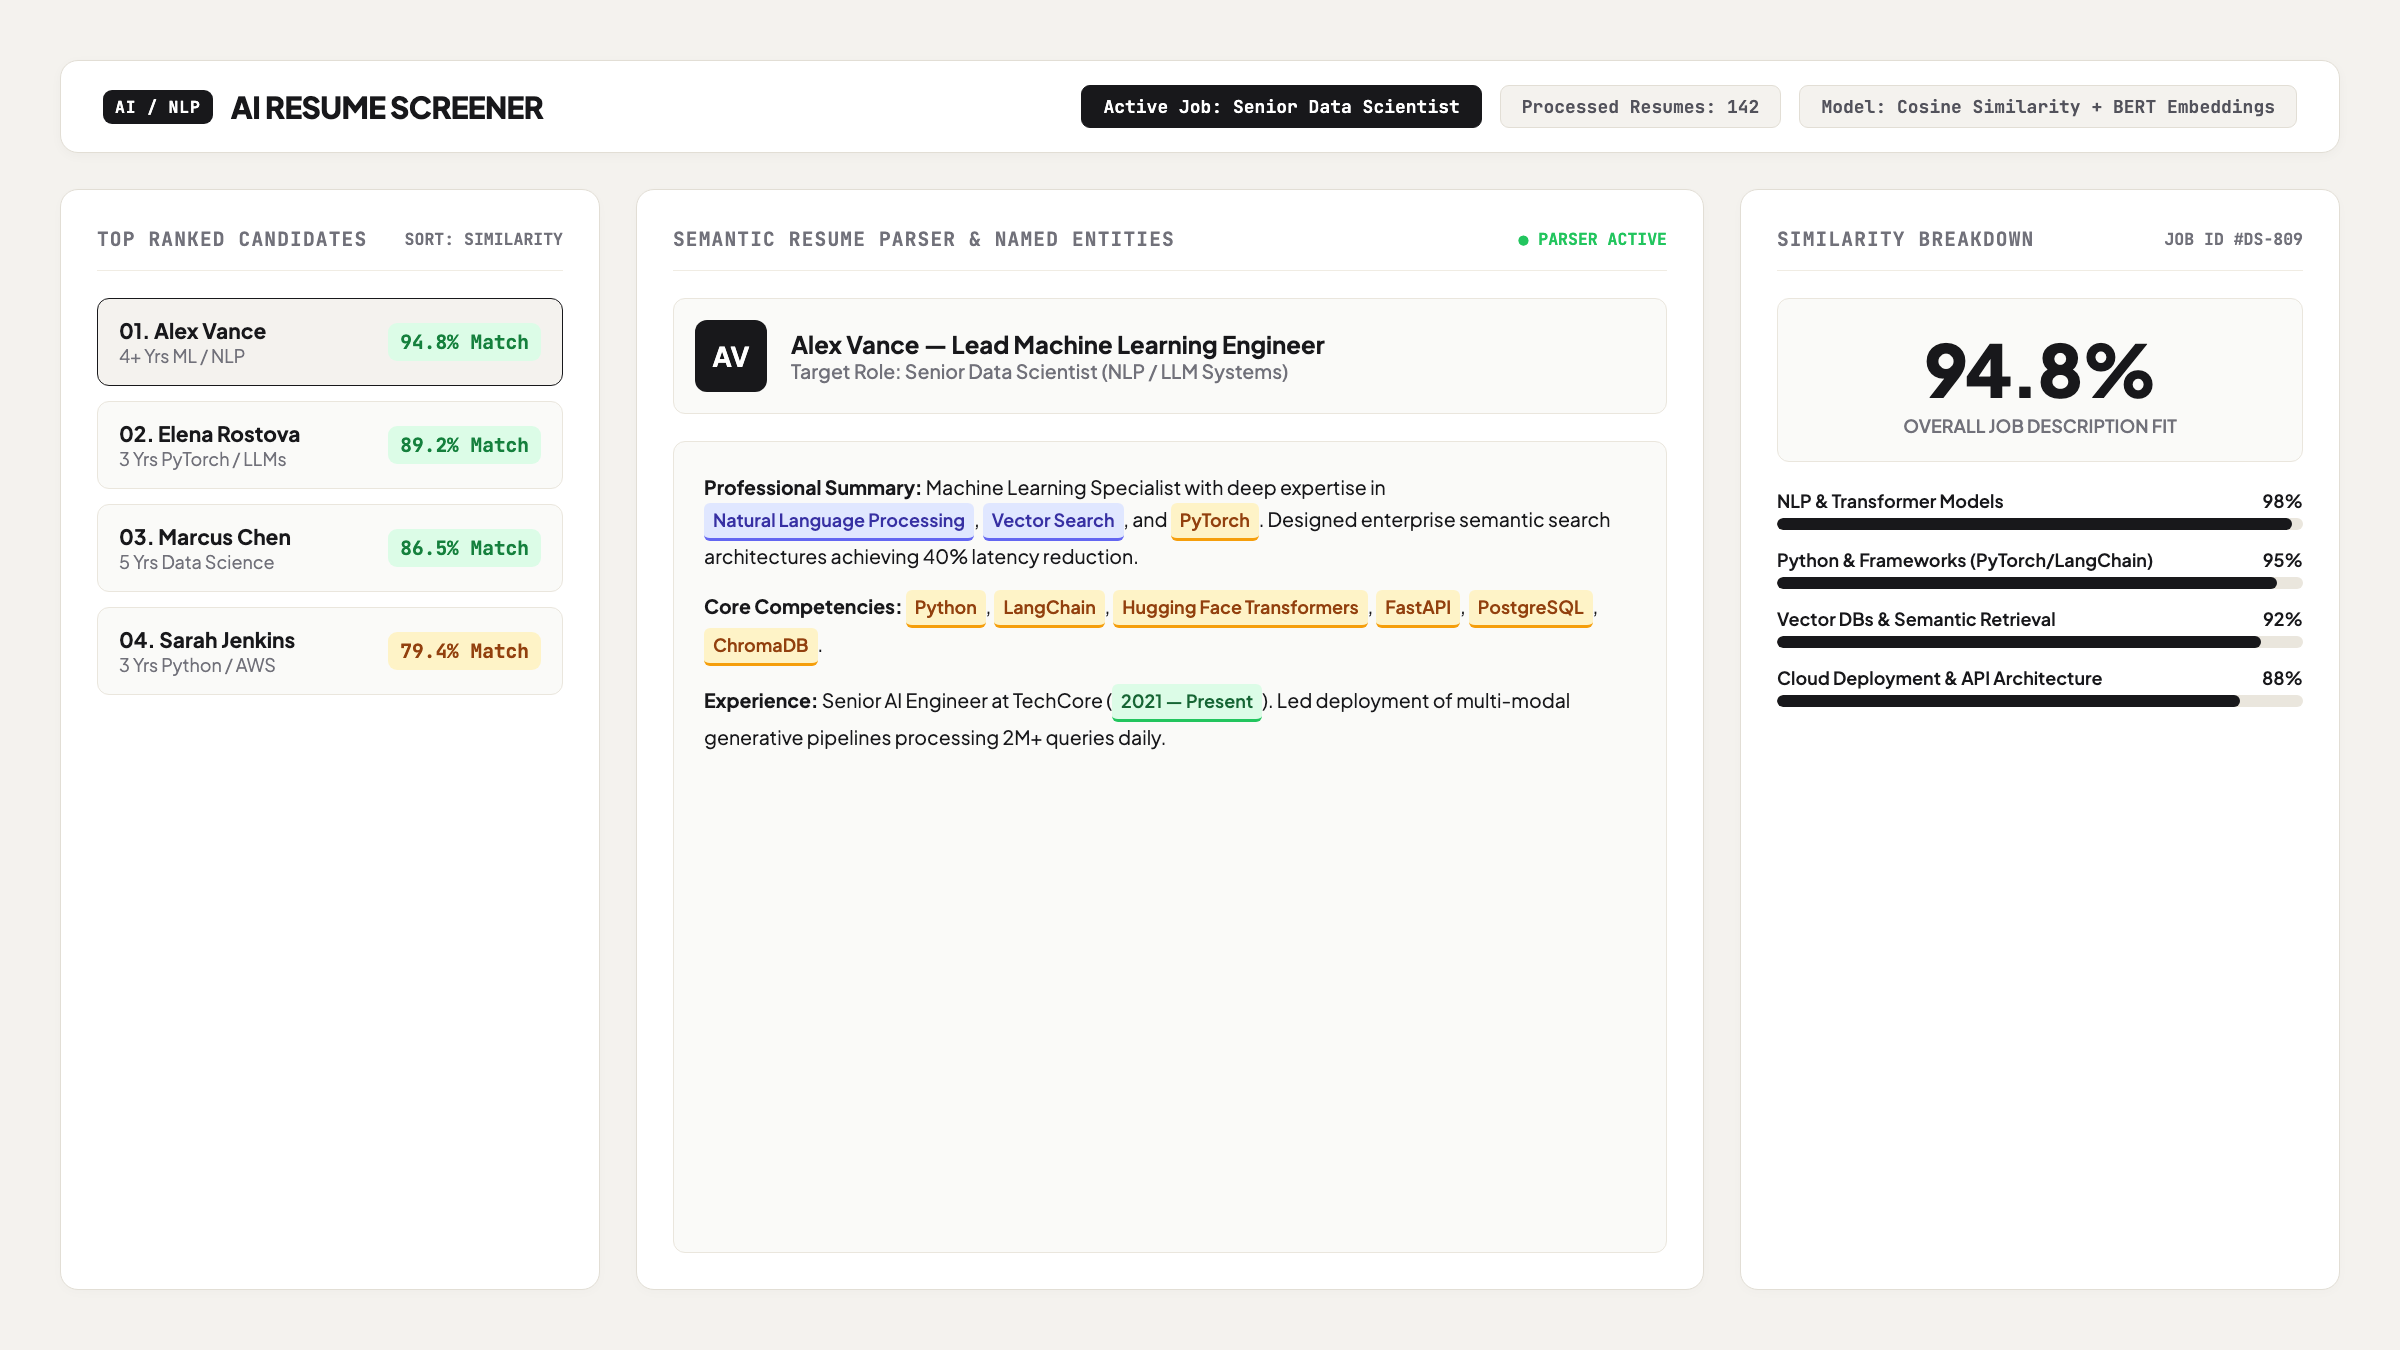 AI / NLP AI RESUME SCREENER
Active Job: Senior Data Scientist
Processed Resumes: 142
Model: Cosine Similarity + BERT Embeddings
TOP RANKED CANDIDATES SORT: SIMILARITY
01. Alex Vance
4+ Yrs ML / NLP
94.8% Match
02. Elena Rostova
3 Yrs PyTorch / LLMs
89.2% Match
03. Marcus Chen
5 Yrs Data Science
86.5% Match
04. Sarah Jenkins
3 Yrs Python / AWS
79.4% Match
SEMANTIC RESUME PARSER & NAMED ENTITIES PARSER ACTIVE
AV
Alex Vance — Lead Machine Learning Engineer
Target Role: Senior Data Scientist (NLP / LLM Systems)
Professional Summary: Machine Learning Specialist with deep expertise in
Natural Language Processing, Vector Search, and PyTorch. Designed enterprise semantic search
architectures achieving 40% latency reduction.
Core Competencies: Python, LangChain, Hugging Face Transformers, FastAPI, PostgreSQL,
ChromaDB.
Experience: Senior AI Engineer at TechCore (2021 — Present). Led deployment of multi-modal
generative pipelines processing 2M+ queries daily.
SIMILARITY BREAKDOWN JOB ID #DS-809
94.8%
OVERALL JOB DESCRIPTION FIT
NLP & Transformer Models 98%
Python & Frameworks (PyTorch/LangChain) 95%
Vector DBs & Semantic Retrieval 92%
Cloud Deployment & API Architecture 88%